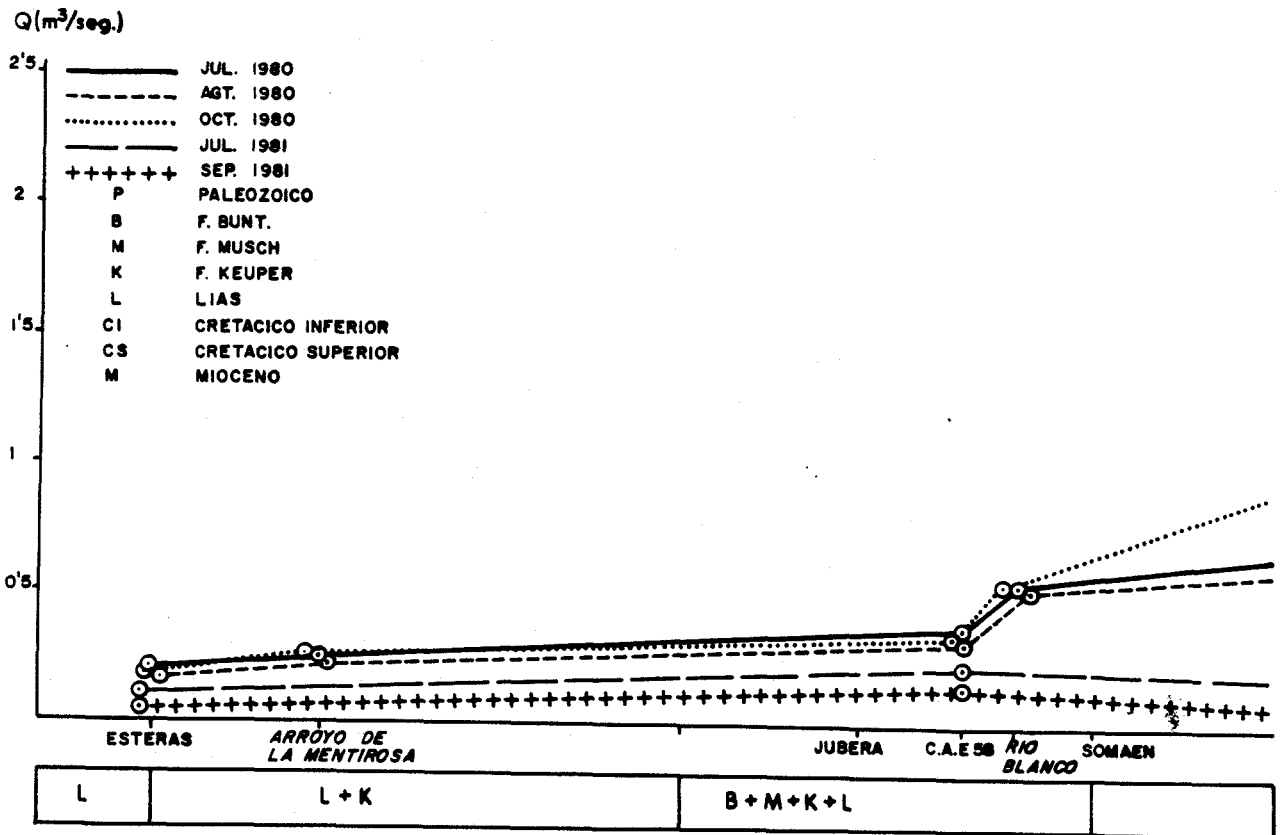 Q(m³/seg.)
2'5
JUL. 1980
AGT. 1980
OCT. 1980
JUL. 1981
SEP. 1981
2
P PALEOZOICO
B F. BUNT.
M F. MUSCH
K F. KEUPER
L LIAS
1'5
CI CRETACICO INFERIOR
CS CRETACICO SUPERIOR
M MIOCENO
1
0'5
ESTERAS
ARROYO DE
LA MENTIROSA
JUBERA
C.A.E 58
RIO
BLANCO
SOMAEN
L
L + K
B + M + K + L